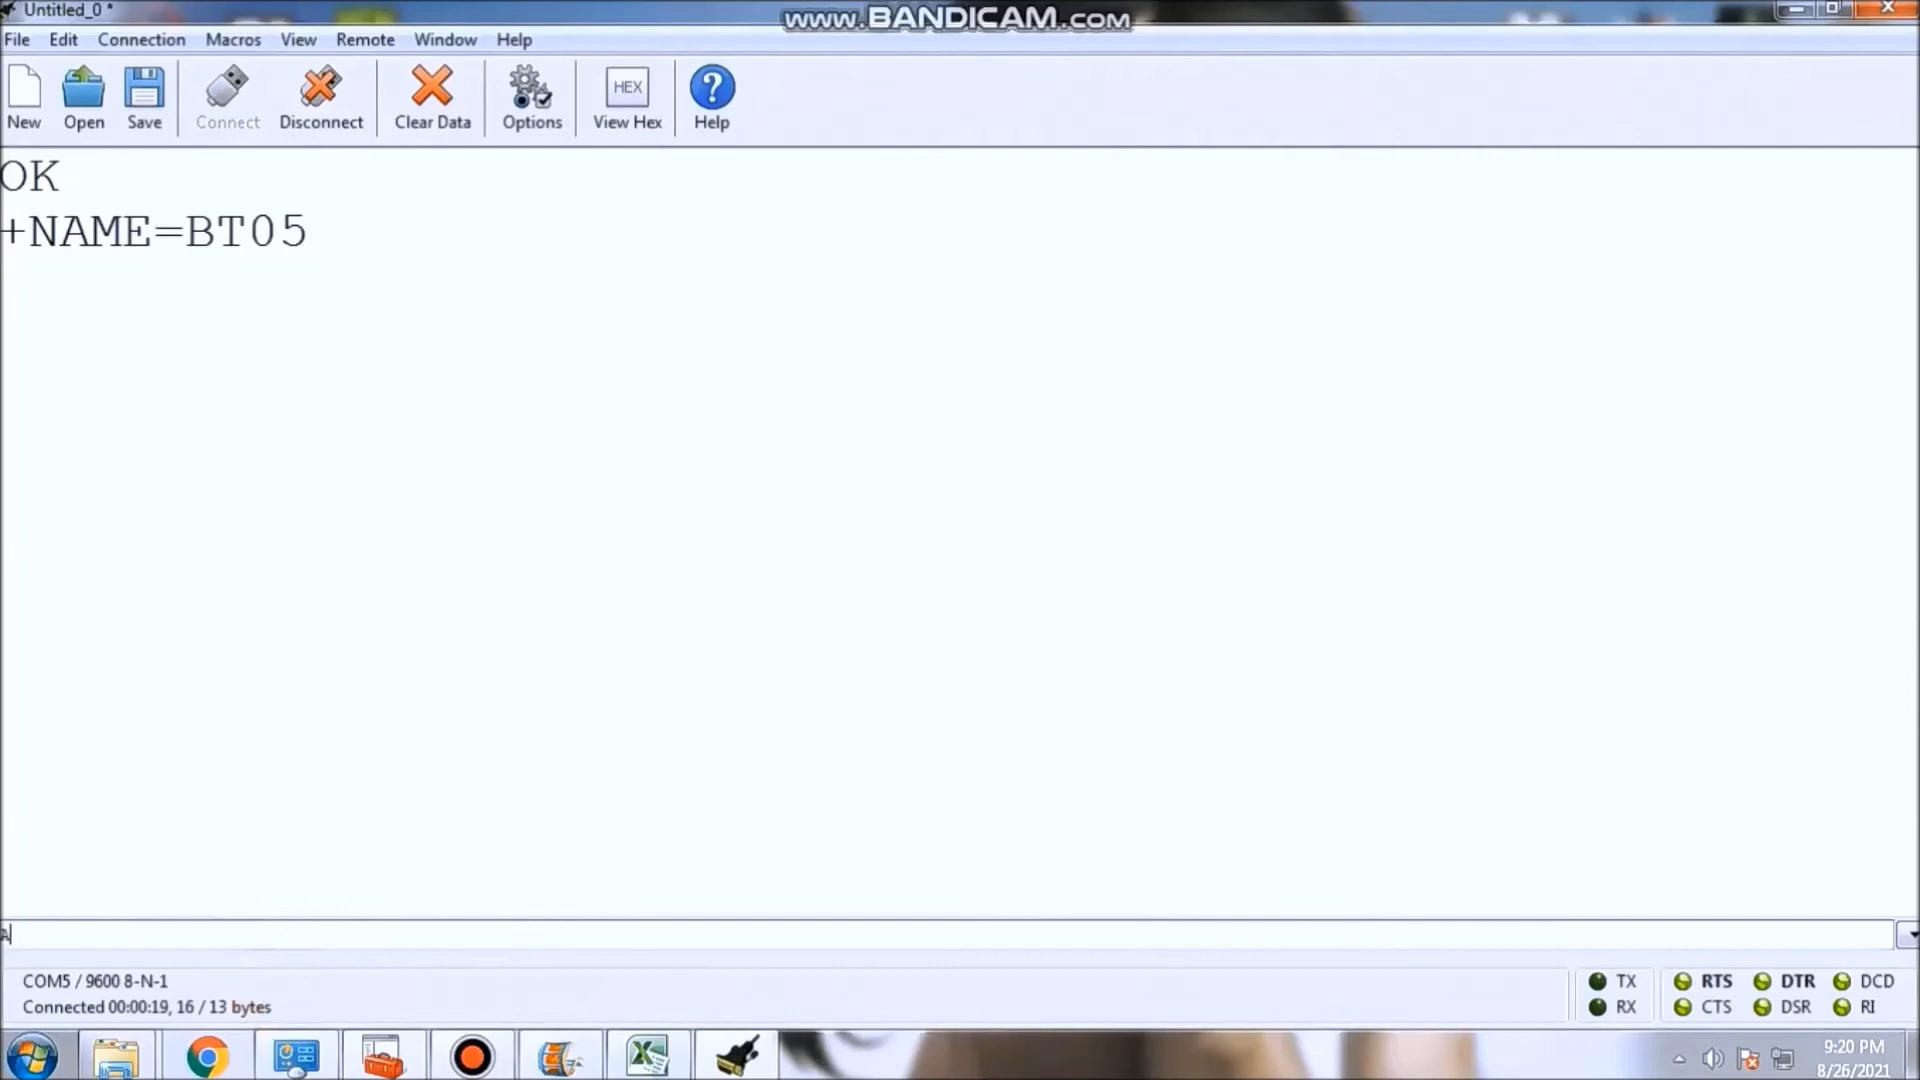 Untitled_0 *
www.BANDICAM.com
File Edit Connection Macros View Remote Window Help
HEX
New Open Save Connect Disconnect Clear Data Options View Hex Help
OK
+NAME=BT05
A
COM5 / 9600 8-N-1
TX RTS DTR DCD
Connected 00:00:19, 16 / 13 bytes
RX CTS DSR RI
9:20 PM
8/26/2021